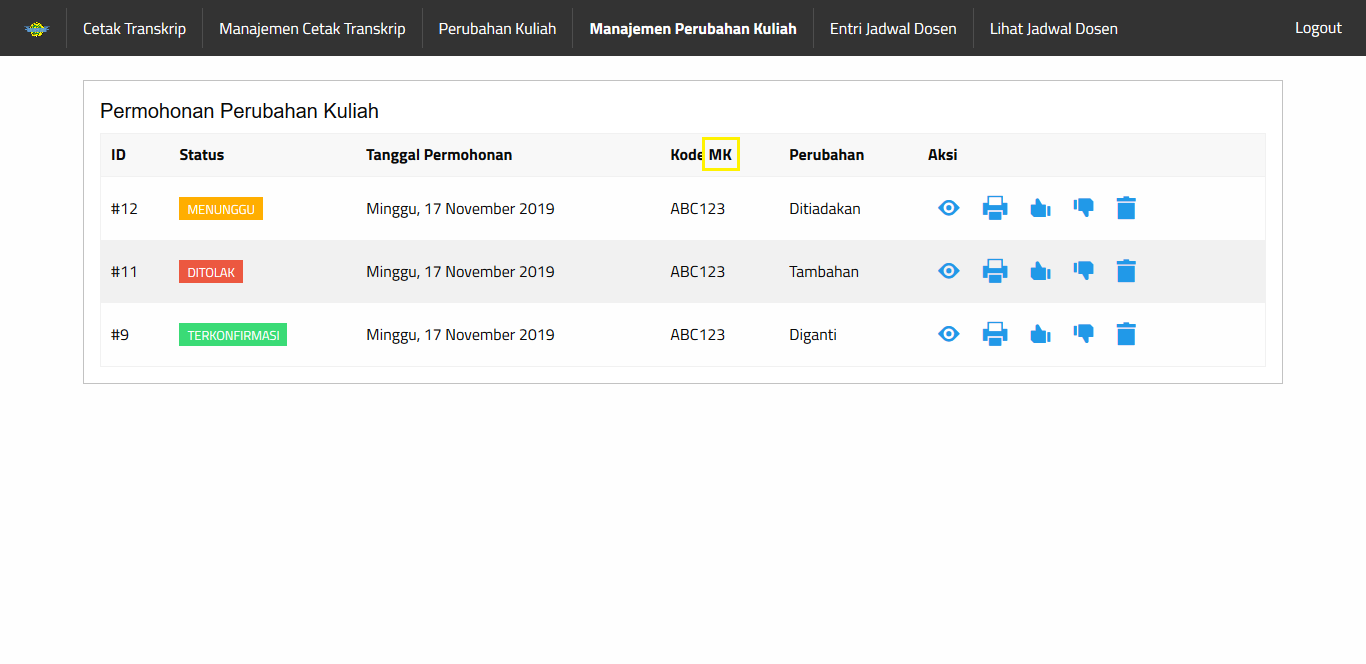 Cetak Transkrip Manajemen Cetak Transkrip Perubahan Kuliah Manajemen Perubahan Kuliah Entri Jadwal Dosen Lihat Jadwal Dosen Logout
Permohonan Perubahan Kuliah
ID Status Tanggal Permohonan Kode MK Perubahan Aksi
#12 MENUNGGU Minggu, 17 November 2019 ABC123 Ditiadakan
#11 DITOLAK Minggu, 17 November 2019 ABC123 Tambahan
#9 TERKONFIRMASI Minggu, 17 November 2019 ABC123 Diganti